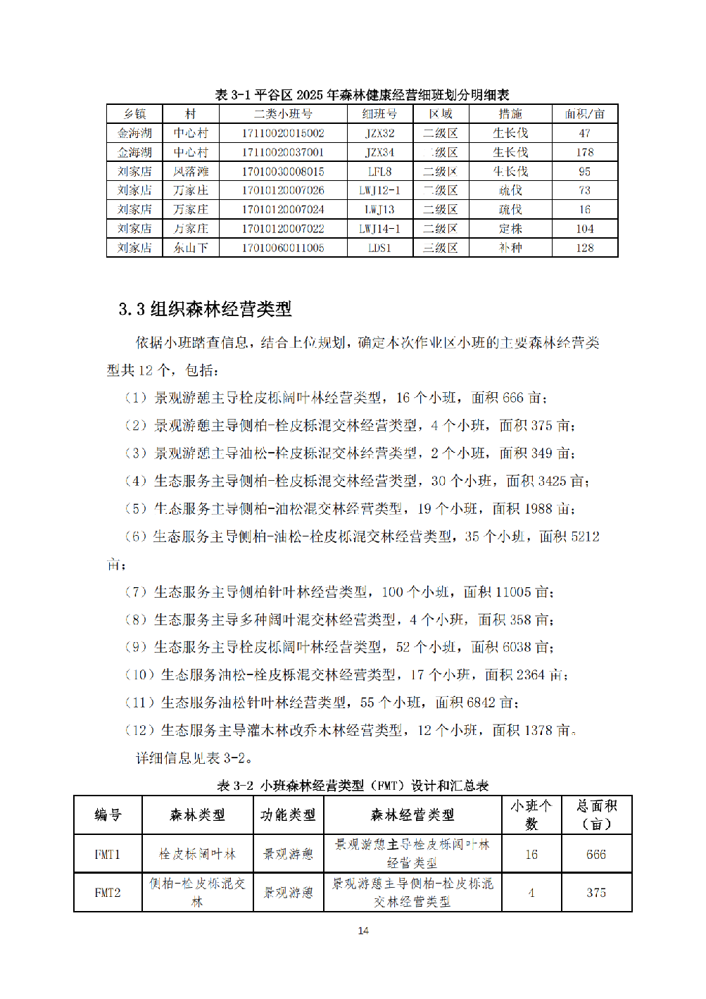 表 3-1 平谷区 2025 年森林健康经营细班划分明细表
乡镇 村 二类小班号 细班号 区域 措施 面积/亩
金海湖 中心村 17110020015002 JZX32 二级区 生长伐 47
金海湖 中心村 17110020037001 JZX34 二级区 生长伐 178
刘家店 凤落滩 17010030008015 LFL8 二级区 生长伐 95
刘家店 万家庄 17010120007026 LWJ12-1 二级区 疏伐 73
刘家店 万家庄 17010120007024 LWJ13 二级区 疏伐 16
刘家店 万家庄 17010120007022 LWJ14-1 二级区 定株 104
刘家店 东山下 17010060011005 LDS1 三级区 补种 128
3.3 组织森林经营类型
依据小班踏查信息，结合上位规划，确定本次作业区小班的主要森林经营类
型共 12 个，包括：
（1）景观游憩主导栓皮栎阔叶林经营类型，16 个小班，面积 666 亩；
（2）景观游憩主导侧柏-栓皮栎混交林经营类型，4 个小班，面积 375 亩；
（3）景观游憩主导油松-栓皮栎混交林经营类型，2 个小班，面积 349 亩；
（4）生态服务主导侧柏-栓皮栎混交林经营类型，30 个小班，面积 3425 亩；
（5）生态服务主导侧柏-油松混交林经营类型，19 个小班，面积 1988 亩；
（6）生态服务主导侧柏-油松-栓皮栎混交林经营类型，35 个小班，面积 5212
亩；
（7）生态服务主导侧柏针叶林经营类型，100 个小班，面积 11005 亩；
（8）生态服务主导多种阔叶混交林经营类型，4 个小班，面积 358 亩；
（9）生态服务主导栓皮栎阔叶林经营类型，52 个小班，面积 6038 亩；
（10）生态服务油松-栓皮栎混交林经营类型，17 个小班，面积 2364 亩；
（11）生态服务油松针叶林经营类型，55 个小班，面积 6842 亩；
（12）生态服务主导灌木林改乔木林经营类型，12 个小班，面积 1378 亩。
详细信息见表 3-2。
表 3-2 小班森林经营类型（FMT）设计和汇总表
编号 森林类型 功能类型 森林经营类型 小班个 总面积
数 （亩）
FMT1 栓皮栎阔叶林 景观游憩 景观游憩主导栓皮栎阔叶林 16 666
经营类型
FMT2 侧柏-栓皮栎混交 景观游憩 景观游憩主导侧柏-栓皮栎混 4 375
林 交林经营类型
14